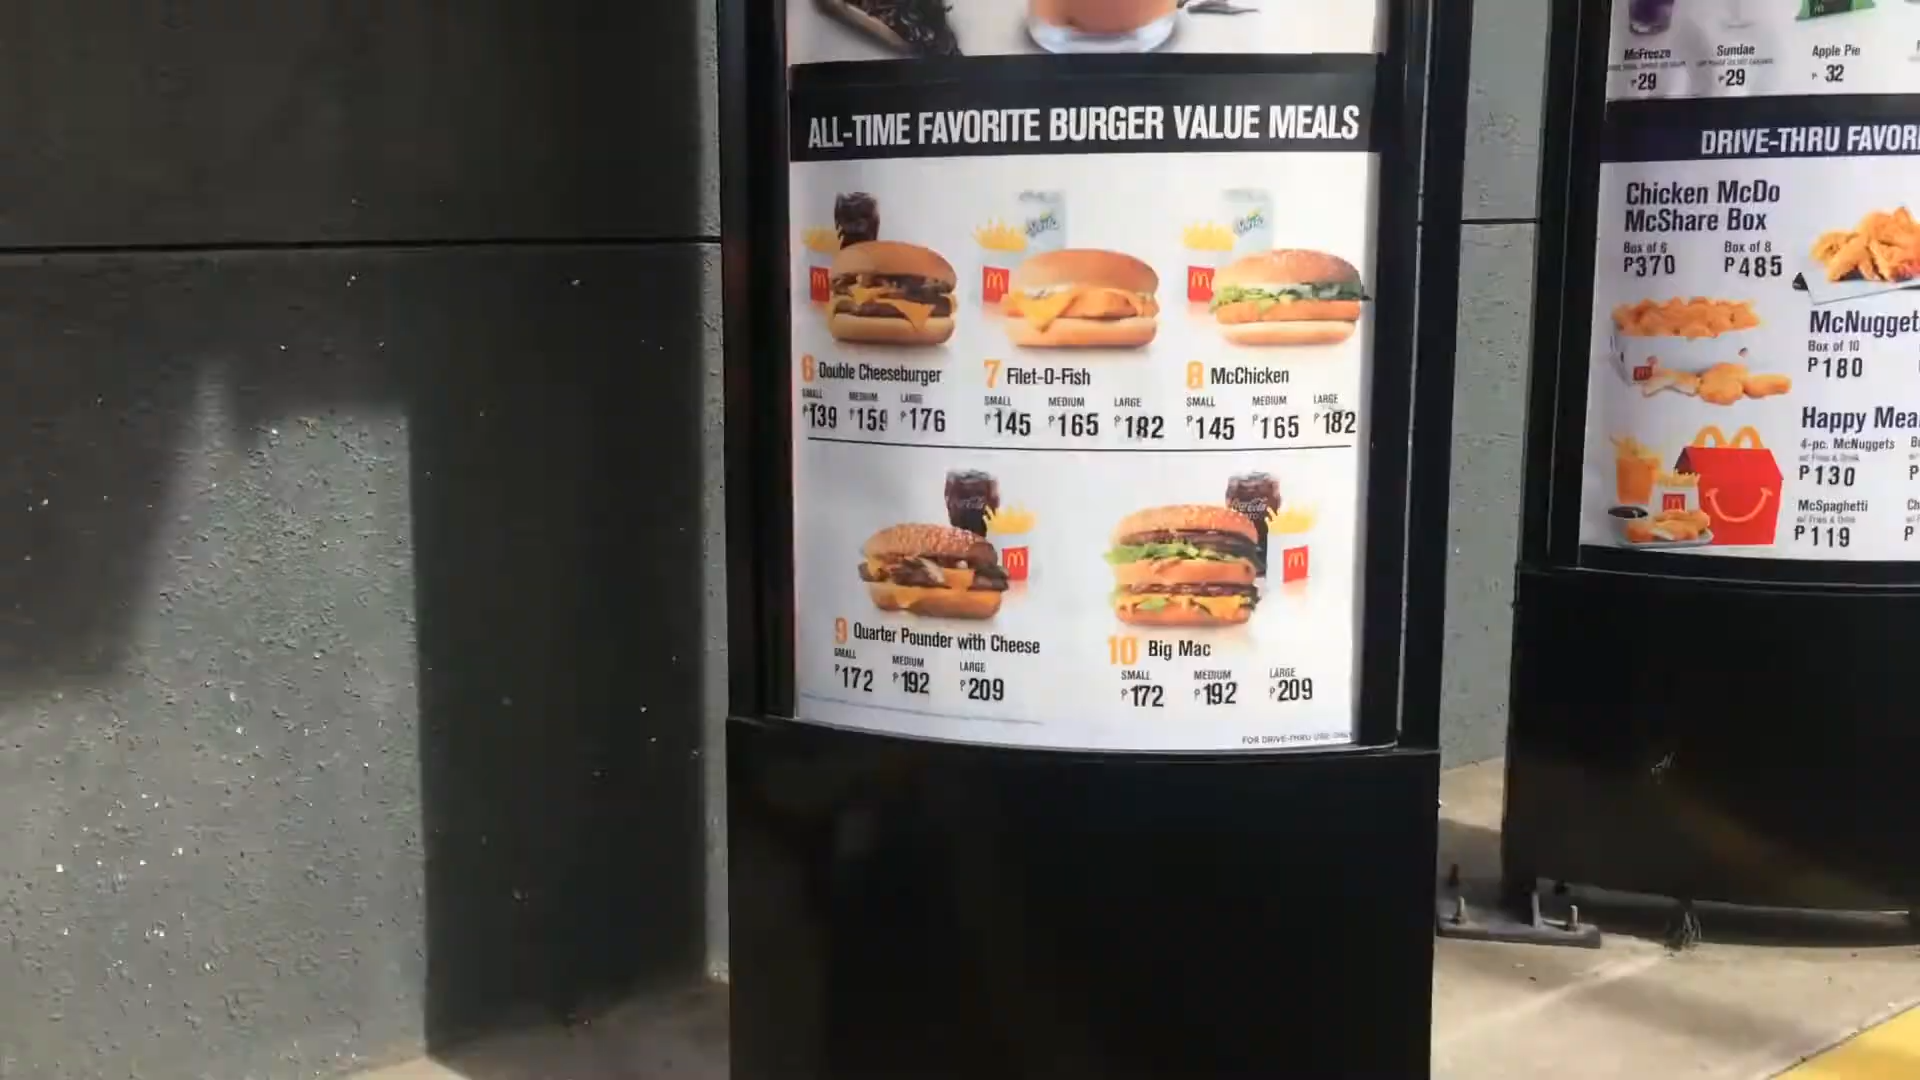 ALL-TIME FAVORITE BURGER VALUE MEALS
6 Double Cheeseburger
SMALL MEDIUM LARGE
₱139 ₱159 ₱176
7 Filet-O-Fish
SMALL MEDIUM LARGE
₱145 ₱165 ₱182
8 McChicken
SMALL MEDIUM LARGE
₱145 ₱165 ₱182
9 Quarter Pounder with Cheese
SMALL MEDIUM LARGE
₱172 ₱192 ₱209
10 Big Mac
SMALL MEDIUM LARGE
₱172 ₱192 ₱209
FOR DRIVE-THRU USE ONLY
McFreeze
₱29
Sundae
₱29
Apple Pie
₱32
DRIVE-THRU FAVOR
Chicken McDo
McShare Box
Box of 6 Box of 8
₱370 ₱485
McNugget
Box of 10
₱180
Happy Mea
4-pc. McNuggets
w/ Fries & Drink
₱130
McSpaghetti
w/ Fries & Drink
₱119